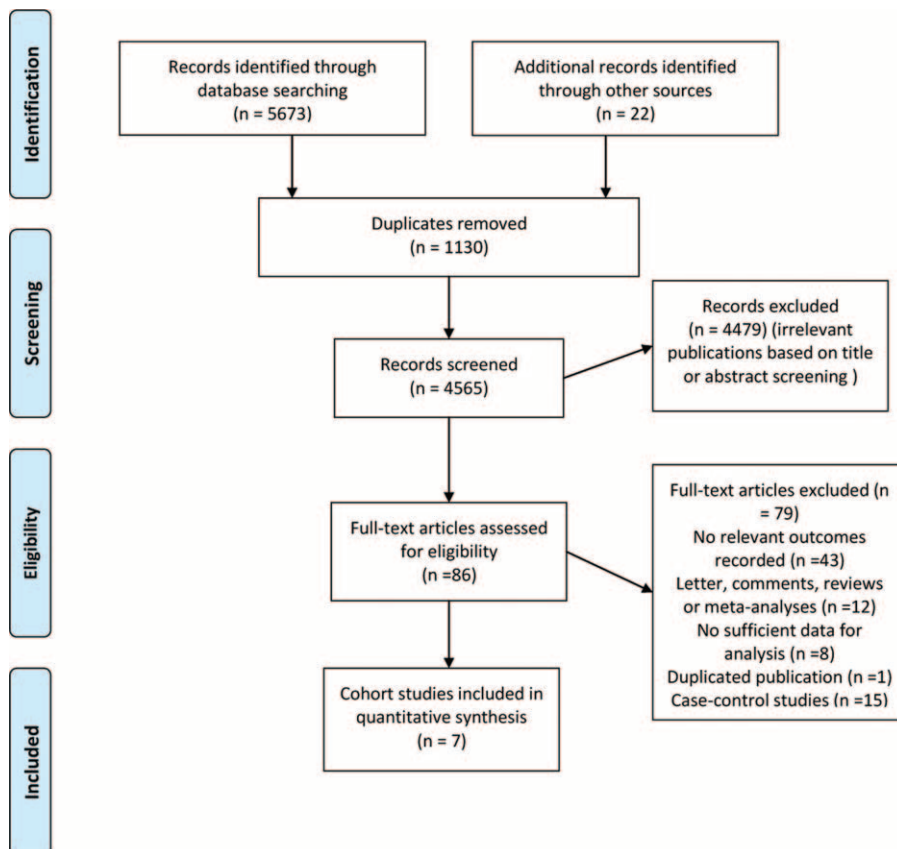 Identification
Records identified through
database searching
(n = 5673)
Additional records identified
through other sources
(n = 22)
Duplicates removed
(n = 1130)
Screening
Records screened
(n = 4565)
Records excluded
(n = 4479) (irrelevant
publications based on title
or abstract screening )
Eligibility
Full-text articles assessed
for eligibility
(n =86)
Full-text articles excluded (n
= 79)
No relevant outcomes
recorded (n =43)
Letter, comments, reviews
or meta-analyses (n =12)
No sufficient data for
analysis (n =8)
Duplicated publication (n =1)
Case-control studies (n =15)
Included
Cohort studies included in
quantitative synthesis
(n = 7)